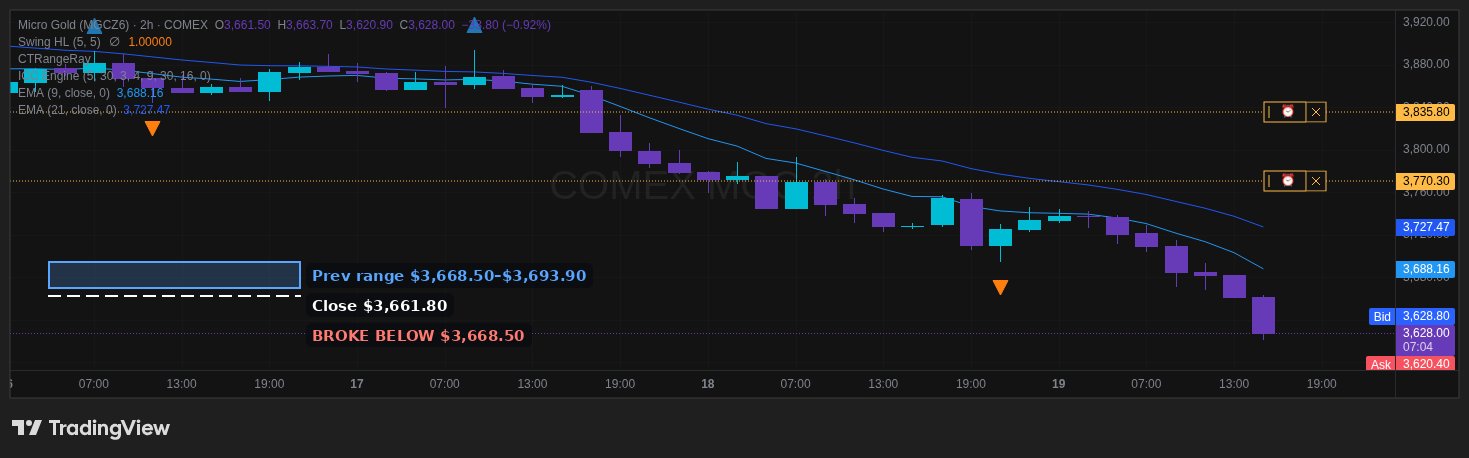 Micro Gold (MGCZ6) · 2h · COMEX O3,661.50 H3,663.70 L3,620.90 C3,628.00 (−0.92%)
Swing HL (5, 5) ∅ 1.00000
CTRangeRay
EMA (9, close, 0) 3,688.16
EMA (21, close, 0) 3,727.47
3,920.00
3,880.00
3,835.80
3,800.00
3,770.30
3,760.00
3,727.47
3,688.16
Prev range $3,668.50–$3,693.90
Close $3,661.80
BROKE BELOW $3,668.50
Bid 3,628.80
3,628.00
07:04
Ask 3,620.40
07:00 13:00 19:00 17 07:00 13:00 19:00 18 07:00 13:00 19:00 19 07:00 13:00 19:00
TradingView